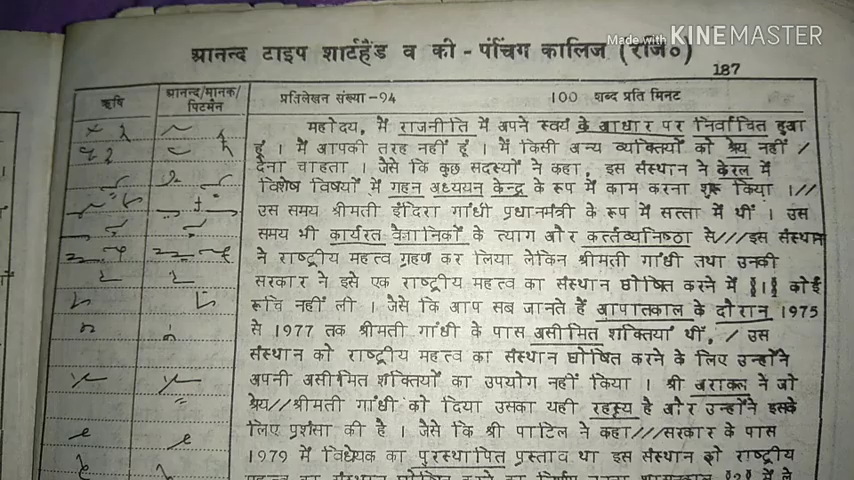 Made with KINEMASTER
आनन्द टाइप शार्टहैंड व की - पंचिंग कालिज (रजि०)
187
ऋषि
आनन्द/मानक/
पिटमैन
प्रतिलेखन संख्या-94 100 शब्द प्रति मिनट
महोदय, मैं राजनीति में अपने स्वयं के आधार पर निर्वाचित हुआ
हूं । मैं आपकी तरह नहीं हूं । मैं किसी अन्य व्यक्तियों को श्रेय नहीं /
देना चाहता । जैसे कि कुछ सदस्यों ने कहा, इस संस्थान ने केरल में
विशेष विषयों में गहन अध्ययन केन्द्र के रूप में काम करना शुरू किया ।//
उस समय श्रीमती इंदिरा गांधी प्रधानमंत्री के रूप में सत्ता में थीं । उस
समय भी कार्यरत वैज्ञानिकों के त्याग और कर्त्तव्यनिष्ठा से///इस संस्थान
ने राष्ट्रीय महत्व ग्रहण कर लिया लेकिन श्रीमती गांधी तथा उनकी
सरकार ने इसे एक राष्ट्रीय महत्व का संस्थान घोषित करने में §1§ कोई
रूचि नहीं ली । जैसे कि आप सब जानते हैं आपातकाल के दौरान 1975
से 1977 तक श्रीमती गांधी के पास असीमित शक्तियां थीं, / उस
संस्थान को राष्ट्रीय महत्व का संस्थान घोषित करने के लिए उन्होंने
अपनी असीमित शक्तियों का उपयोग नहीं किया । श्री अराकल ने जो
श्रेय// श्रीमती गांधी को दिया उसका यही रहस्य है और उन्होंने इसके
लिए प्रशंसा की है । जैसे कि श्री पाटिल ने कहा///सरकार के पास
1979 में विधेयक का पुरस्थापित प्रस्ताव था इस संस्थान को राष्ट्रीय